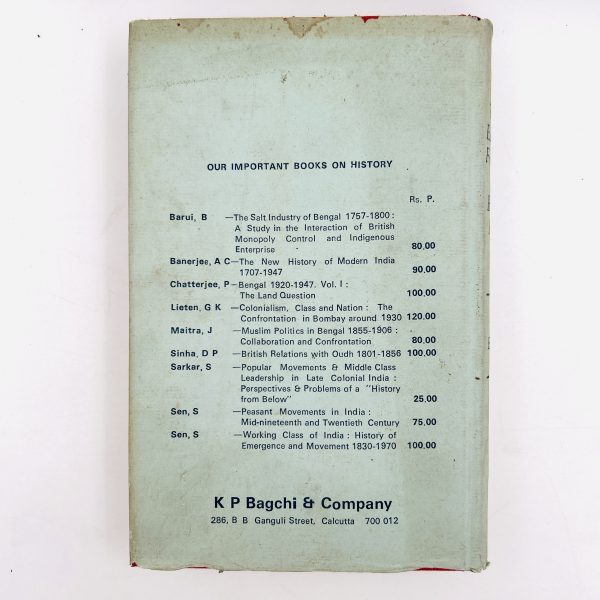 OUR IMPORTANT BOOKS ON HISTORY
Rs. P.
Barui, B —The Salt Industry of Bengal 1757-1800 :
A Study in the Interaction of British
Monopoly Control and Indigenous
Enterprise 80,00
Banerjee, A C—The New History of Modern India
1707-1947 90,00
Chatterjee, P—Bengal 1920-1947. Vol. I :
The Land Question 100,00
Lieten, G K —Colonialism, Class and Nation : The
Confrontation in Bombay around 1930 120,00
Maitra, J —Muslim Politics in Bengal 1855-1906 :
Collaboration and Confrontation 80,00
Sinha, D P —British Relations with Oudh 1801-1856 100,00
Sarkar, S —Popular Movements & Middle Class
Leadership in Late Colonial India :
Perspectives & Problems of a "History
from Below" 25,00
Sen, S —Peasant Movements in India :
Mid-nineteenth and Twentieth Century 75,00
Sen, S —Working Class of India : History of
Emergence and Movement 1830-1970 100,00
K P Bagchi & Company
286, B B Ganguli Street, Calcutta 700 012